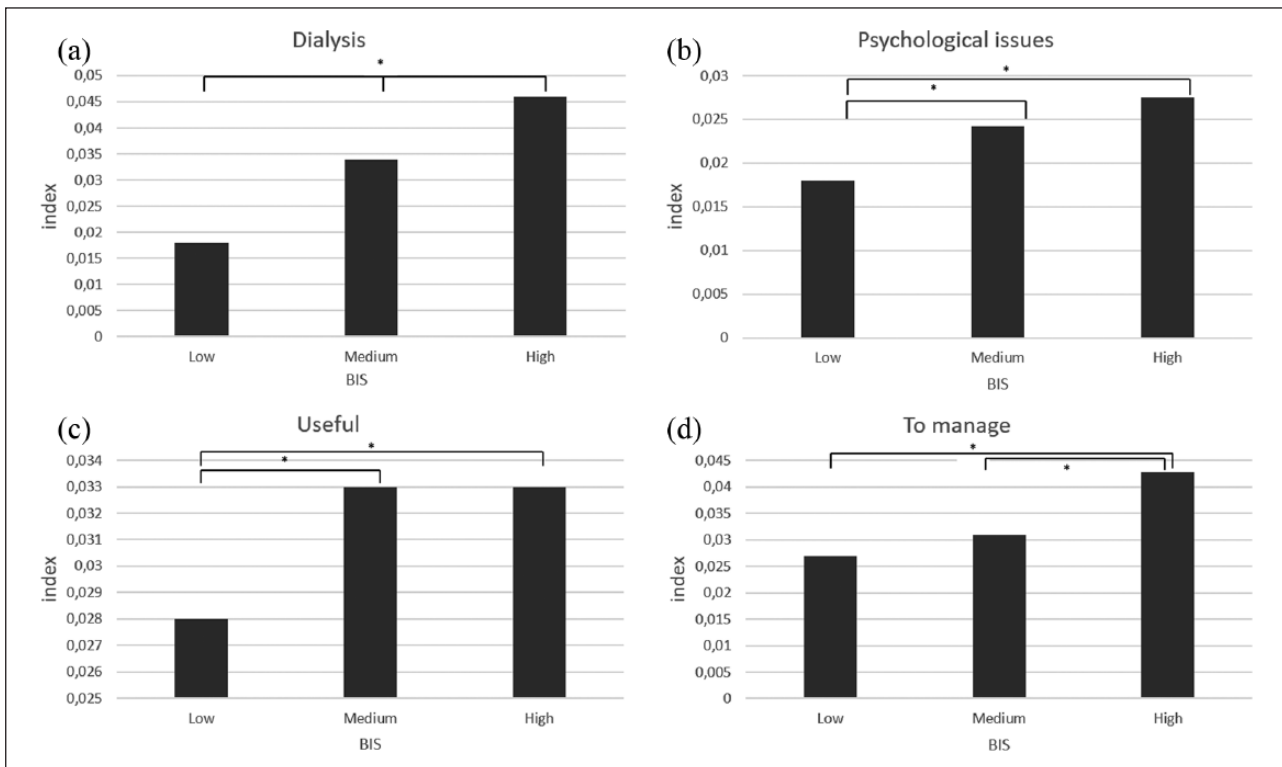 (a)
Dialysis
*
0,05
0,045
0,04
0,035
0,03
0,025
0,02
0,015
0,01
0,005
0
index
Low Medium High
BIS
(b)
Psychological issues
*
*
0,03
0,025
0,02
0,015
0,01
0,005
0
index
Low Medium High
BIS
(c)
Useful
*
*
0,034
0,033
0,032
0,031
0,03
0,029
0,028
0,027
0,026
0,025
index
Low Medium High
BIS
(d)
To manage
*
*
0,045
0,04
0,035
0,03
0,025
0,02
0,015
0,01
0,005
0
index
Low Medium High
BIS